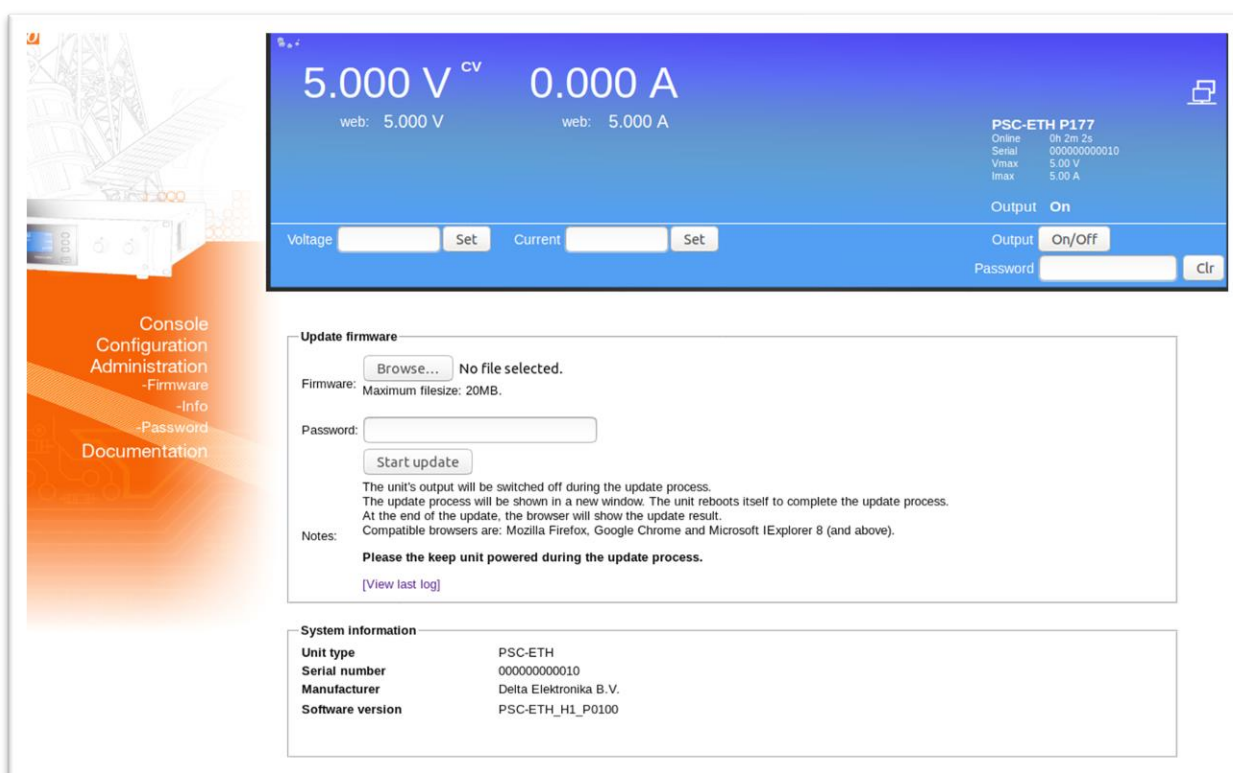 5.000 V CV 0.000 A
web: 5.000 V web: 5.000 A
PSC-ETH P177
Online 0h 2m 2s
Serial 000000000010
Vmax 5.00 V
Imax 5.00 A
Output On
Voltage Set Current Set Output On/Off
Password Clr
Console
Configuration
Administration
-Firmware
-Info
-Password
Documentation
Update firmware
Firmware: Browse... No file selected.
Maximum filesize: 20MB.
Password:
Start update
The unit's output will be switched off during the update process.
The update process will be shown in a new window. The unit reboots itself to complete the update process.
At the end of the update, the browser will show the update result.
Notes: Compatible browsers are: Mozilla Firefox, Google Chrome and Microsoft IExplorer 8 (and above).
Please the keep unit powered during the update process.
[View last log]
System information
Unit type PSC-ETH
Serial number 000000000010
Manufacturer Delta Elektronika B.V.
Software version PSC-ETH_H1_P0100